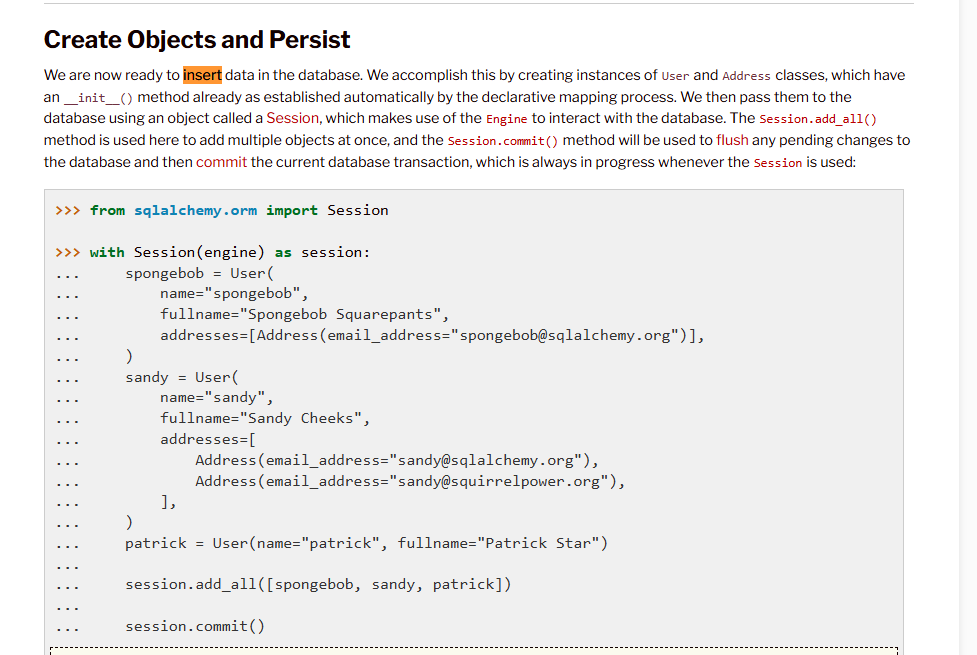 Create Objects and Persist
We are now ready to insert data in the database. We accomplish this by creating instances of User and Address classes, which have
an __init__() method already as established automatically by the declarative mapping process. We then pass them to the
database using an object called a Session, which makes use of the Engine to interact with the database. The Session.add_all()
method is used here to add multiple objects at once, and the Session.commit() method will be used to flush any pending changes to
the database and then commit the current database transaction, which is always in progress whenever the Session is used:
>>> from sqlalchemy.orm import Session
>>> with Session(engine) as session:
...     spongebob = User(
...         name="spongebob",
...         fullname="Spongebob Squarepants",
...         addresses=[Address(email_address="spongebob@sqlalchemy.org")],
...     )
...     sandy = User(
...         name="sandy",
...         fullname="Sandy Cheeks",
...         addresses=[
...             Address(email_address="sandy@sqlalchemy.org"),
...             Address(email_address="sandy@squirrelpower.org"),
...         ],
...     )
...     patrick = User(name="patrick", fullname="Patrick Star")
...
...     session.add_all([spongebob, sandy, patrick])
...
...     session.commit()